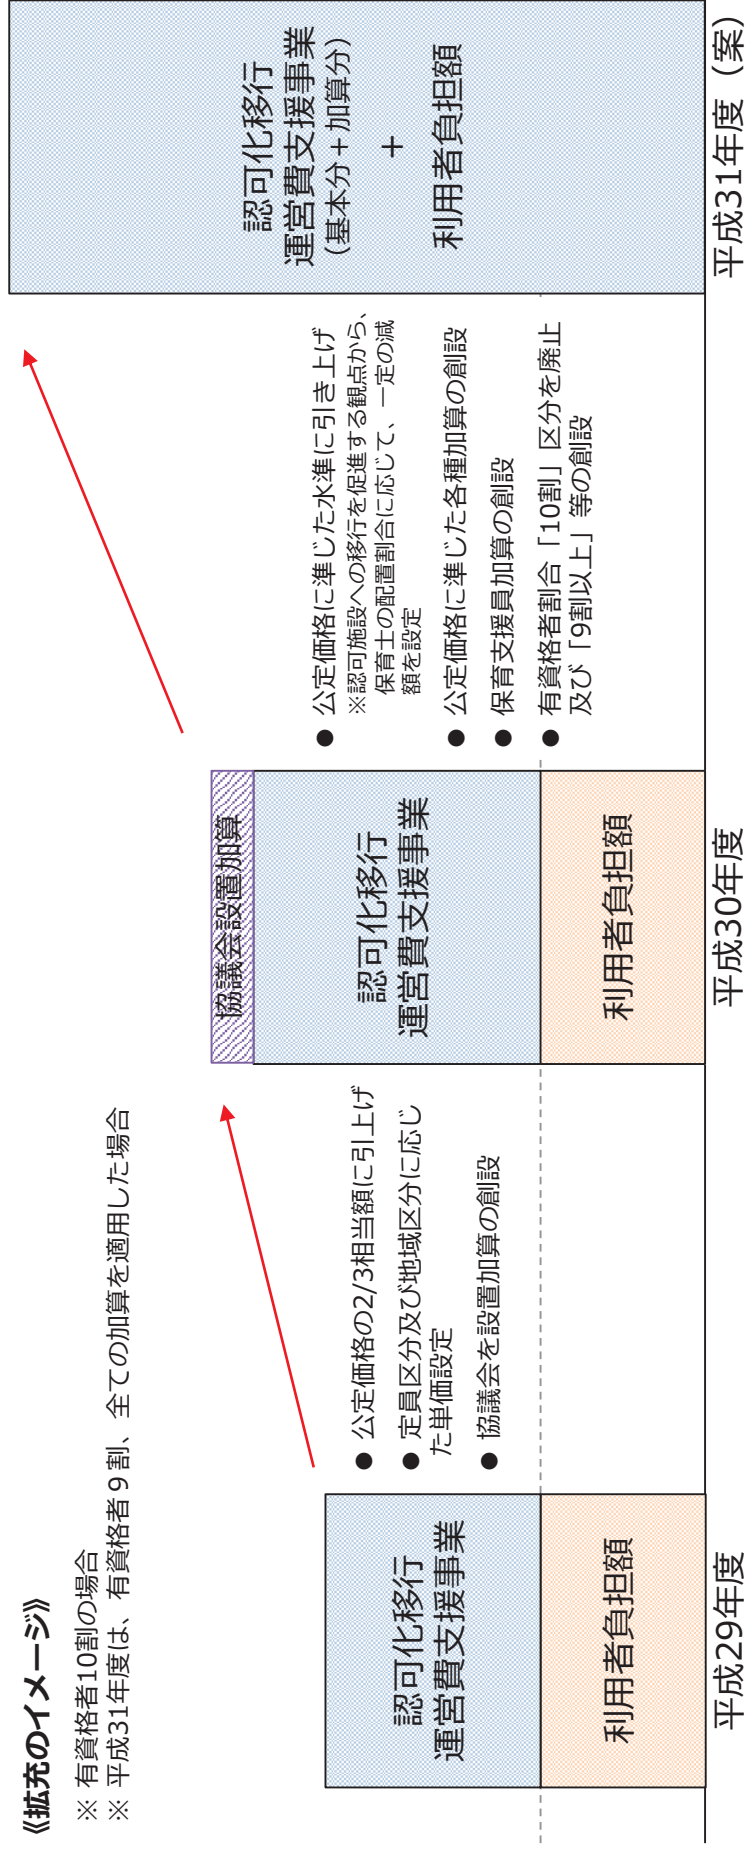 《拡充のイメージ》
※ 有資格者10割の場合
※ 平成31年度は、有資格者９割、全ての加算を適用した場合
認可化移行
運営費支援事業
利用者負担額
平成29年度
● 公定価格の2/3相当額に引上げ
● 定員区分及び地域区分に応じ
た単価設定
● 協議会を設置加算の創設
協議会設置加算
認可化移行
運営費支援事業
利用者負担額
平成30年度
● 公定価格に準じた水準に引き上げ
※認可施設への移行を促進する観点から、
保育士の配置割合に応じて、一定の減
額を設定
● 公定価格に準じた各種加算の創設
● 保育支援員加算の創設
● 有資格者割合「10割」区分を廃止
及び「9割以上」等の創設
認可化移行
運営費支援事業
(基本分＋加算分)
＋
利用者負担額
平成31年度（案）